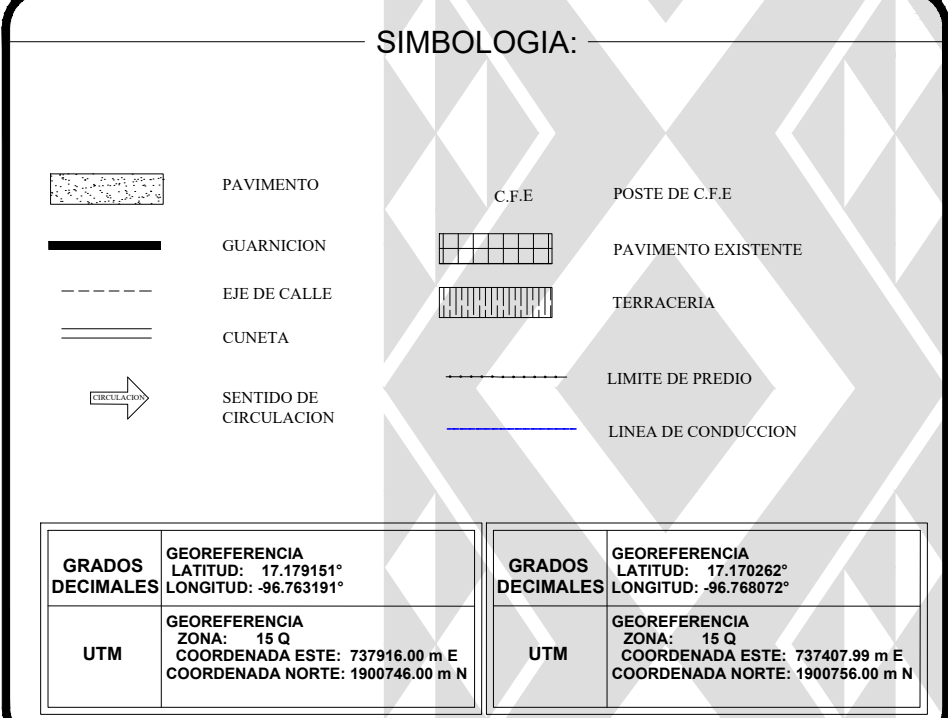 SIMBOLOGIA:
PAVIMENTO
GUARNICION
EJE DE CALLE
CUNETA
CIRCULACION
SENTIDO DE
CIRCULACION
C.F.E
POSTE DE C.F.E
PAVIMENTO EXISTENTE
TERRACERIA
LIMITE DE PREDIO
LINEA DE CONDUCCION
GRADOS
DECIMALES
GEOREFERENCIA
LATITUD: 17.179151°
LONGITUD: -96.763191°
UTM
GEOREFERENCIA
ZONA: 15 Q
COORDENADA ESTE: 737916.00 m E
COORDENADA NORTE: 1900746.00 m N
GRADOS
DECIMALES
GEOREFERENCIA
LATITUD: 17.170262°
LONGITUD: -96.768072°
UTM
GEOREFERENCIA
ZONA: 15 Q
COORDENADA ESTE: 737407.99 m E
COORDENADA NORTE: 1900756.00 m N